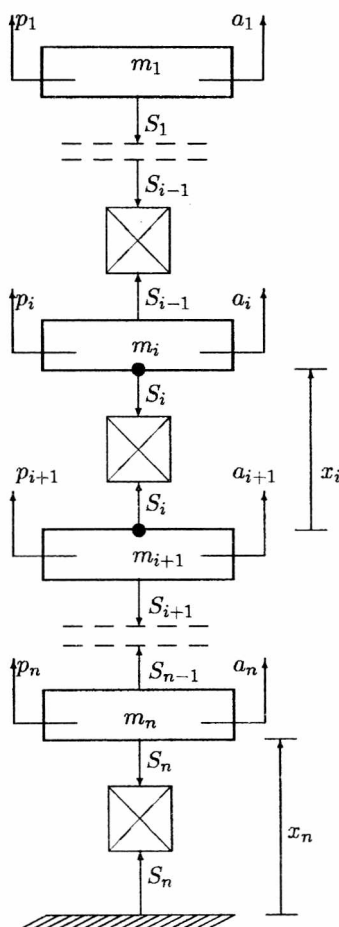 p₁ a₁
m₁
S₁
Sᵢ₋₁
Sᵢ₋₁
pᵢ aᵢ
mᵢ
Sᵢ
xᵢ
pᵢ₊₁ aᵢ₊₁
Sᵢ
mᵢ₊₁
Sᵢ₊₁
Sₙ₋₁
pₙ aₙ
mₙ
Sₙ
xₙ
Sₙ